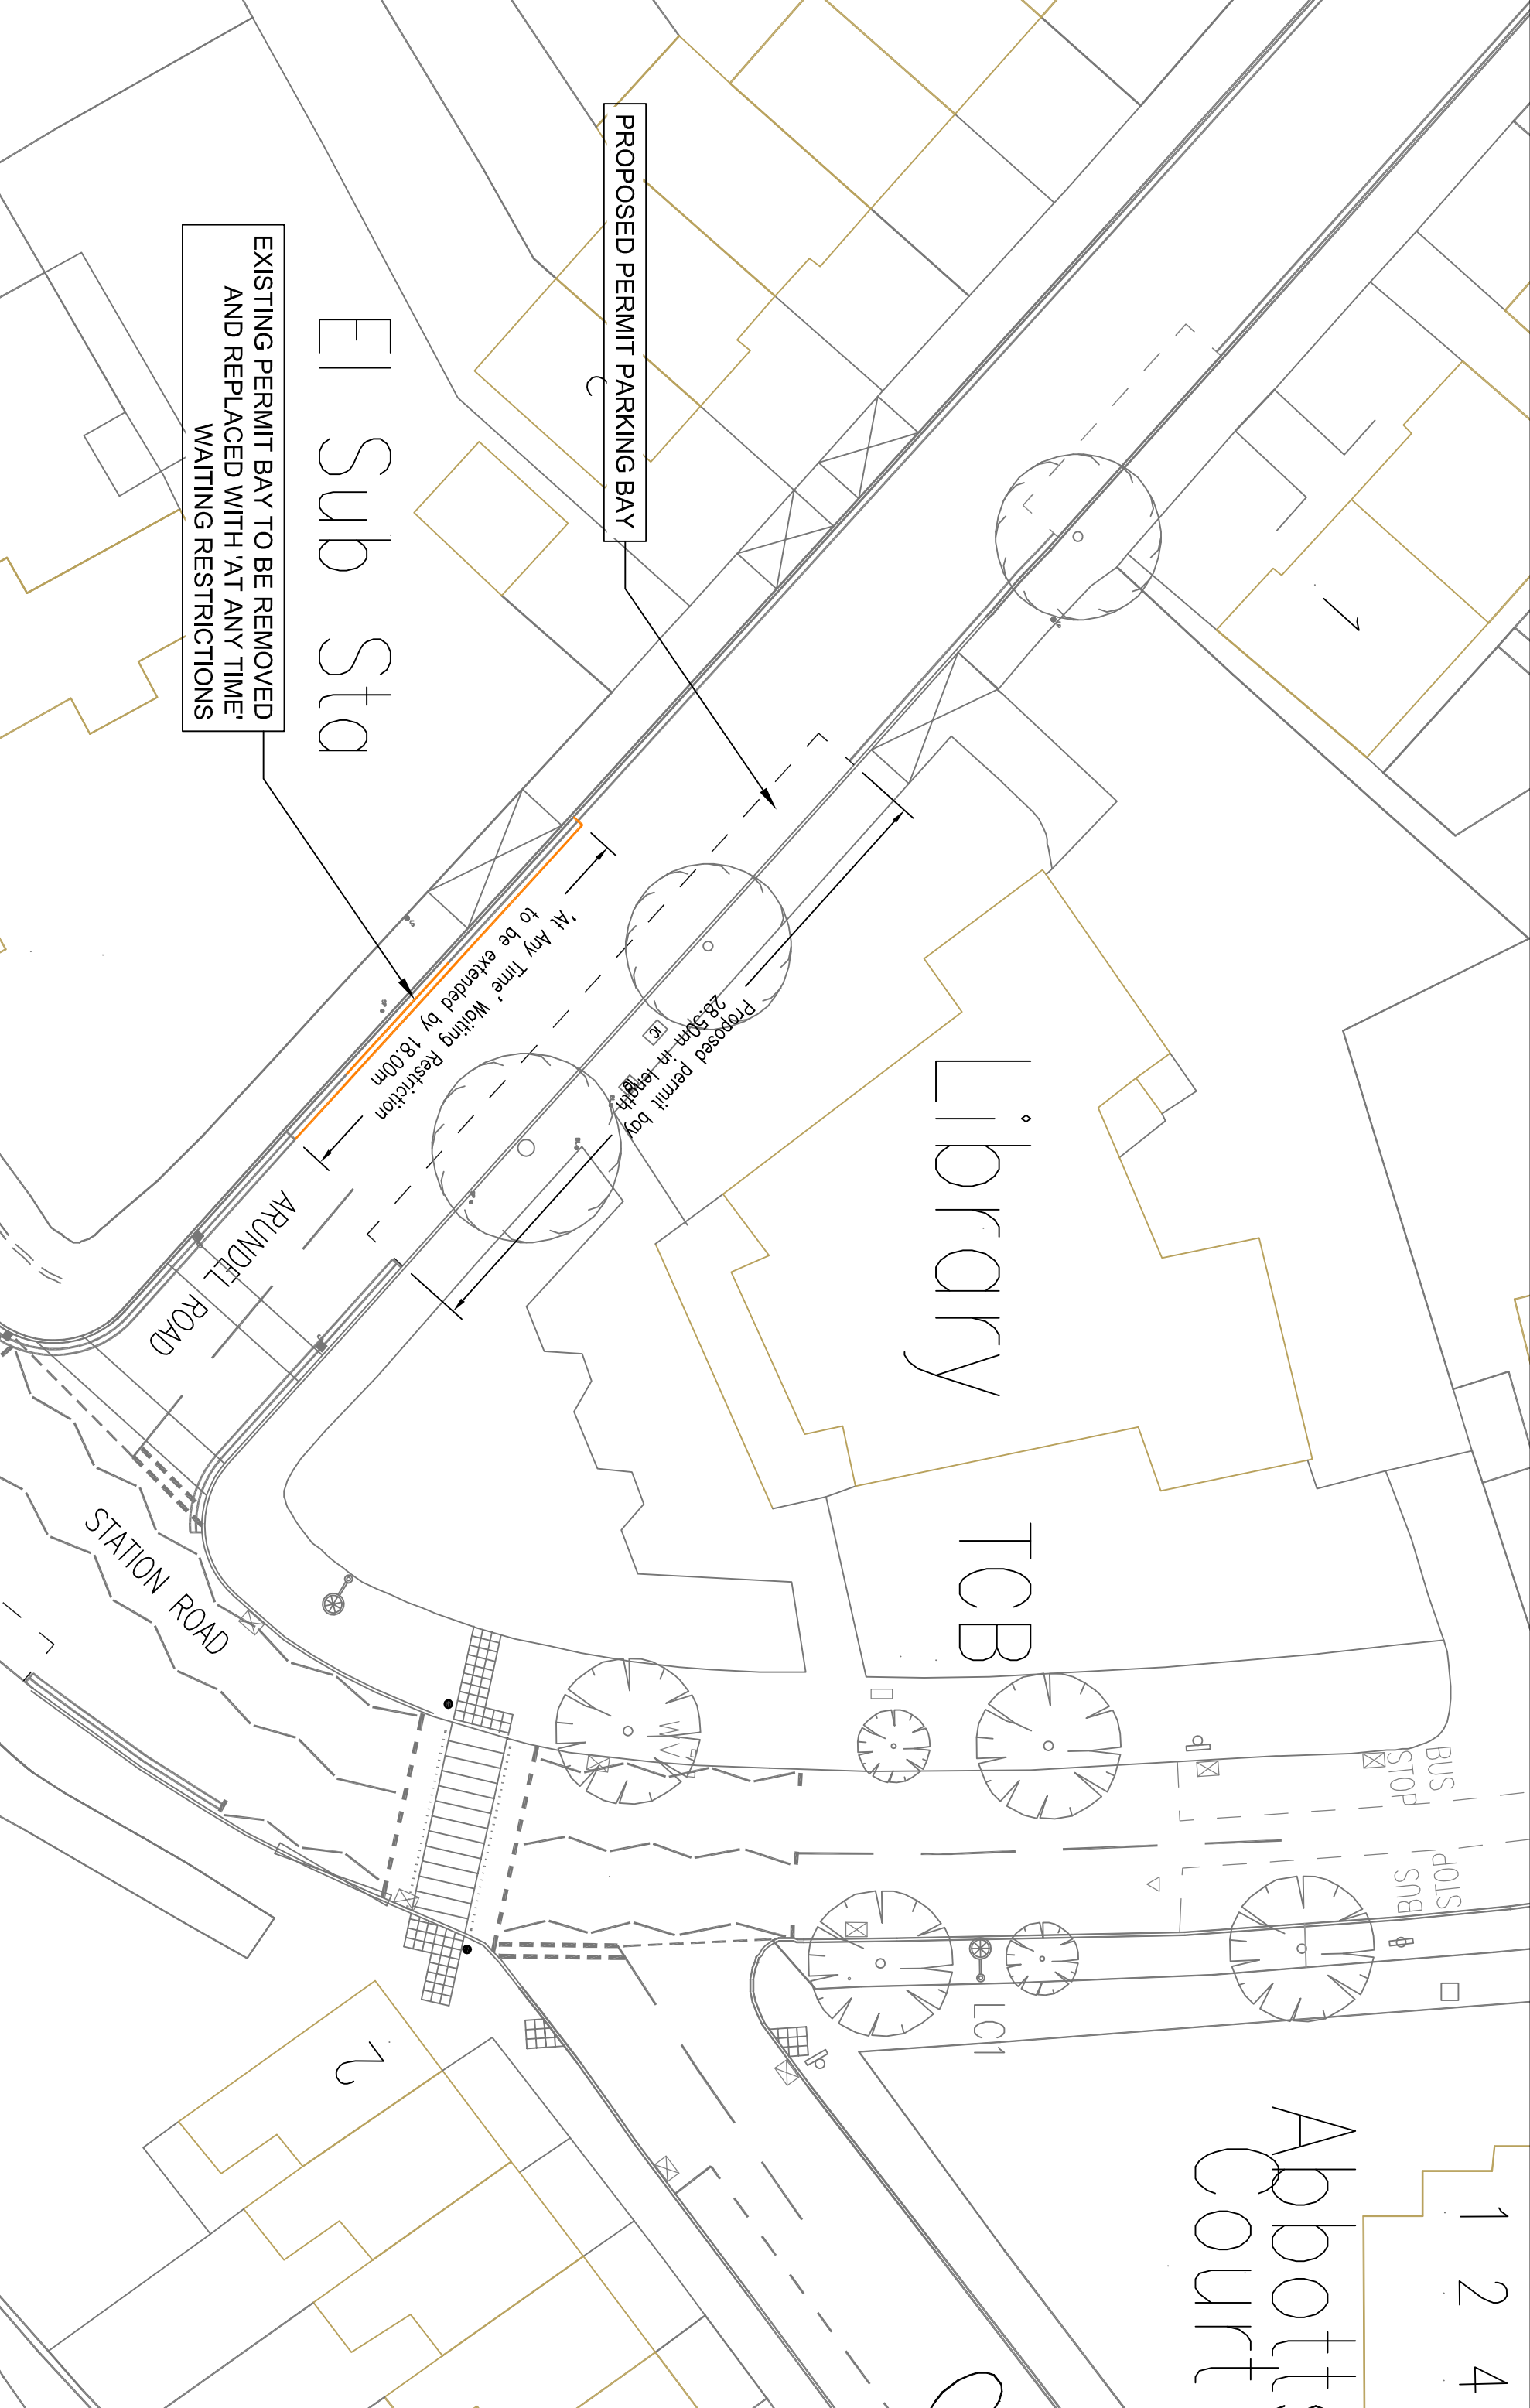 PROPOSED PERMIT PARKING BAY
EXISTING PERMIT BAY TO BE REMOVED
AND REPLACED WITH 'AT ANY TIME'
WAITING RESTRICTIONS
El Sub Sta
1
'At Any Time' Waiting Restriction
to be extended by 18.00m
Proposed permit bay
28.50m in length
IC
Library
ARUNDEL ROAD
STATION ROAD
TCB
BUS
STOP
BUS
STOP
LC1
2
Abbotts
Court
1 2 4